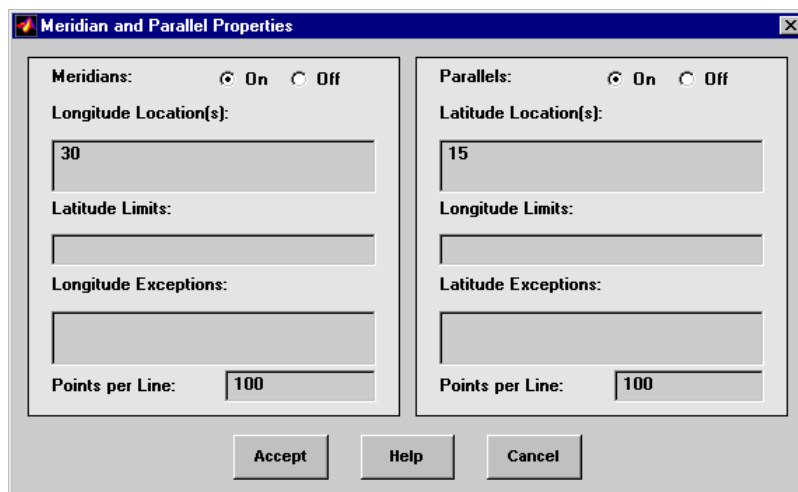 Meridian and Parallel Properties
Meridians: On Off
Longitude Location(s):
30
Latitude Limits:
Longitude Exceptions:
Points per Line: 100
Parallels: On Off
Latitude Location(s):
15
Longitude Limits:
Latitude Exceptions:
Points per Line: 100
Accept Help Cancel